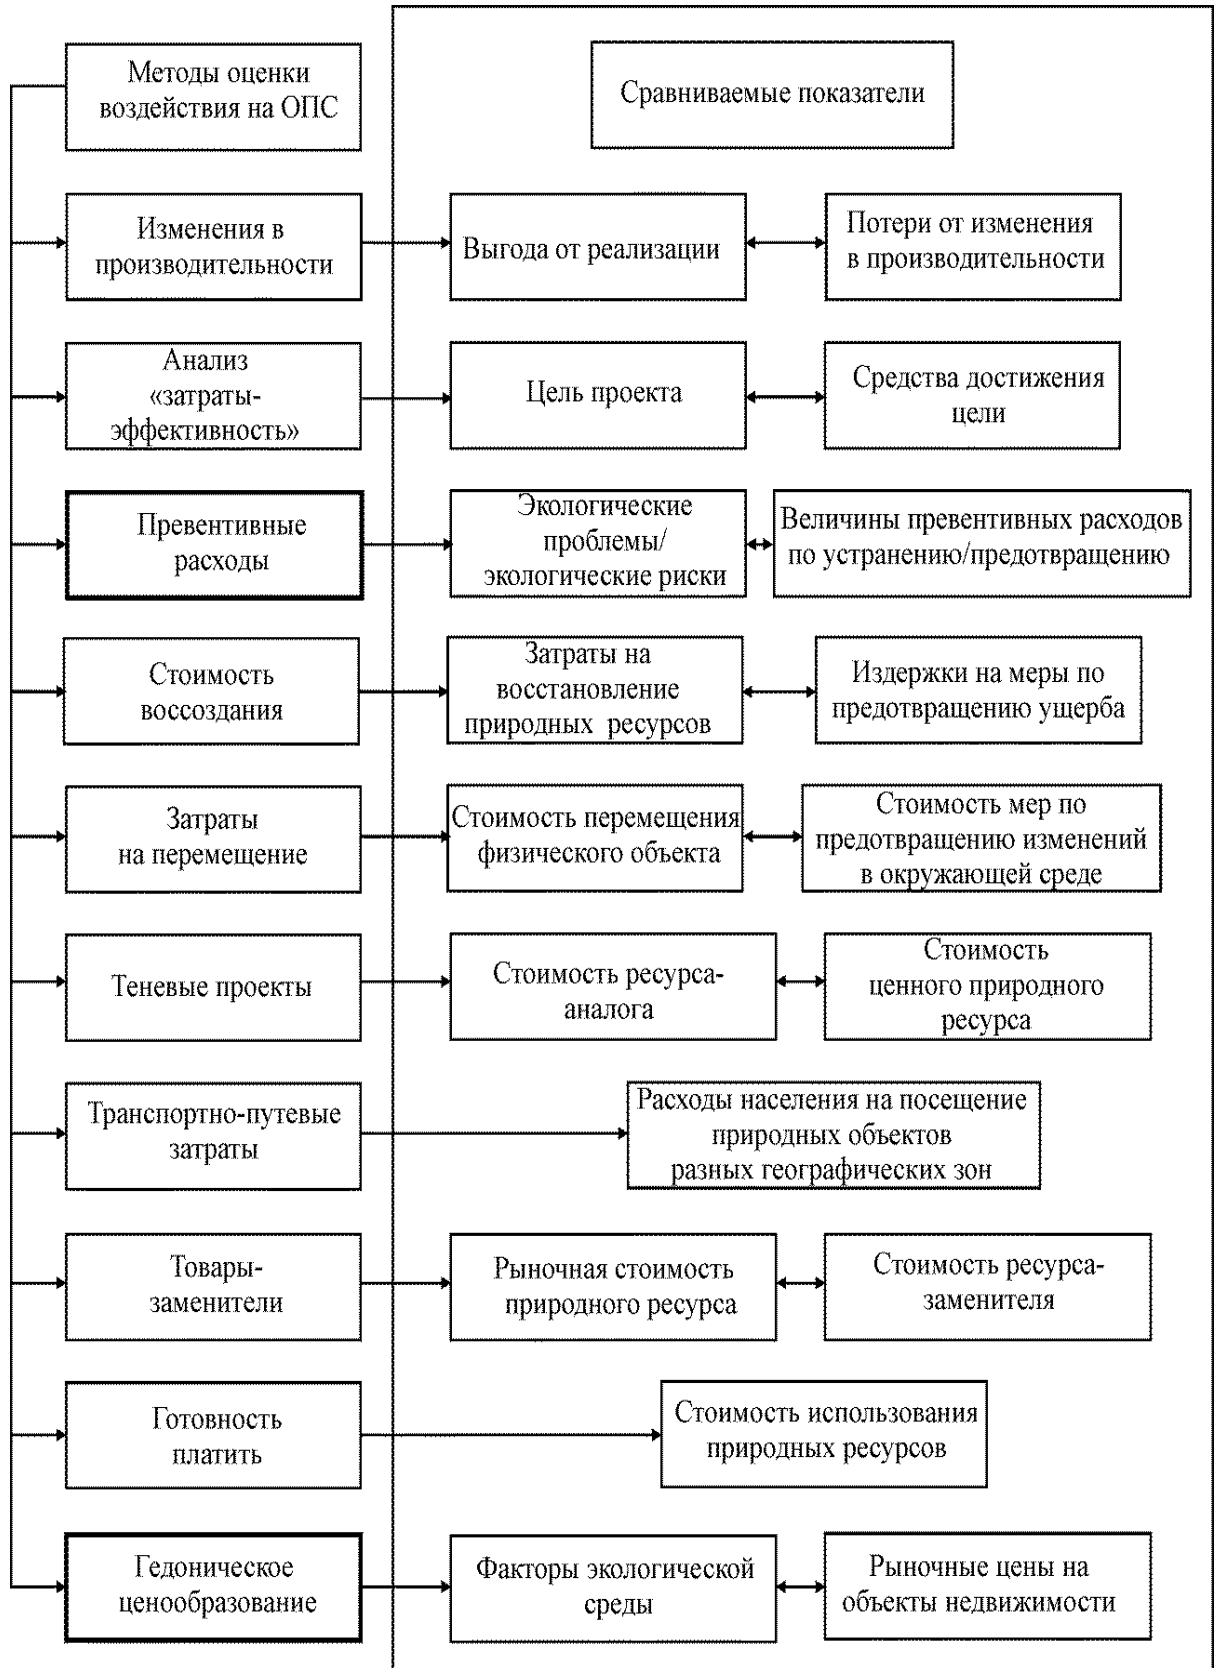 Методы оценки
воздействия на ОПС
Сравниваемые показатели
Изменения в
производительности
Выгода от реализации
Потери от изменения
в производительности
Анализ
«затраты-
эффективность»
Цель проекта
Средства достижения
цели
Превентивные
расходы
Экологические
проблемы/
экологические риски
Величины превентивных расходов
по устранению/предотвращению
Стоимость
воссоздания
Затраты на
восстановление
природных ресурсов
Издержки на меры по
предотвращению ущерба
Затраты
на перемещение
Стоимость перемещения
физического объекта
Стоимость мер по
предотвращению изменений
в окружающей среде
Теневые проекты
Стоимость ресурса-
аналога
Стоимость
ценного природного
ресурса
Транспортно-путевые
затраты
Расходы населения на посещение
природных объектов
разных географических зон
Товары-
заменители
Рыночная стоимость
природного ресурса
Стоимость ресурса-
заменителя
Готовность
платить
Стоимость использования
природных ресурсов
Гедоническое
ценообразование
Факторы экологической
среды
Рыночные цены на
объекты недвижимости